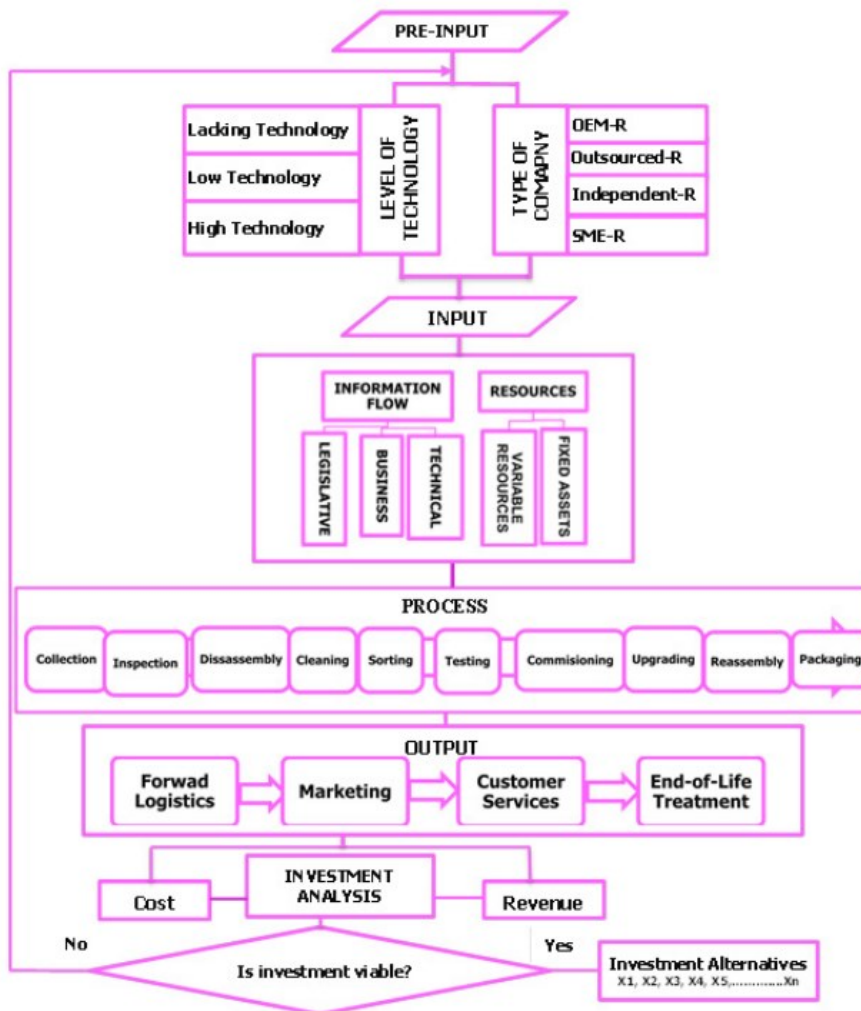 PRE-INPUT
Lacking Technology
Low Technology
High Technology
LEVEL OF
TECHNOLOGY
TYPE OF
COMPANY
OEM-R
Outsourced-R
Independent-R
SME-R
INPUT
INFORMATION
FLOW
RESOURCES
LEGISLATIVE
BUSINESS
TECHNICAL
VARIABLE
RESOURCES
FIXED ASSETS
PROCESS
Collection
Inspection
Dissassembly
Cleaning
Sorting
Testing
Commisioning
Upgrading
Reassembly
Packaging
OUTPUT
Forwad
Logistics
Marketing
Customer
Services
End-of-Life
Treatment
Cost
INVESTMENT
ANALYSIS
Revenue
No
Is investment viable?
Yes
Investment Alternatives
X1, X2, X3, X4, X5,..............Xn